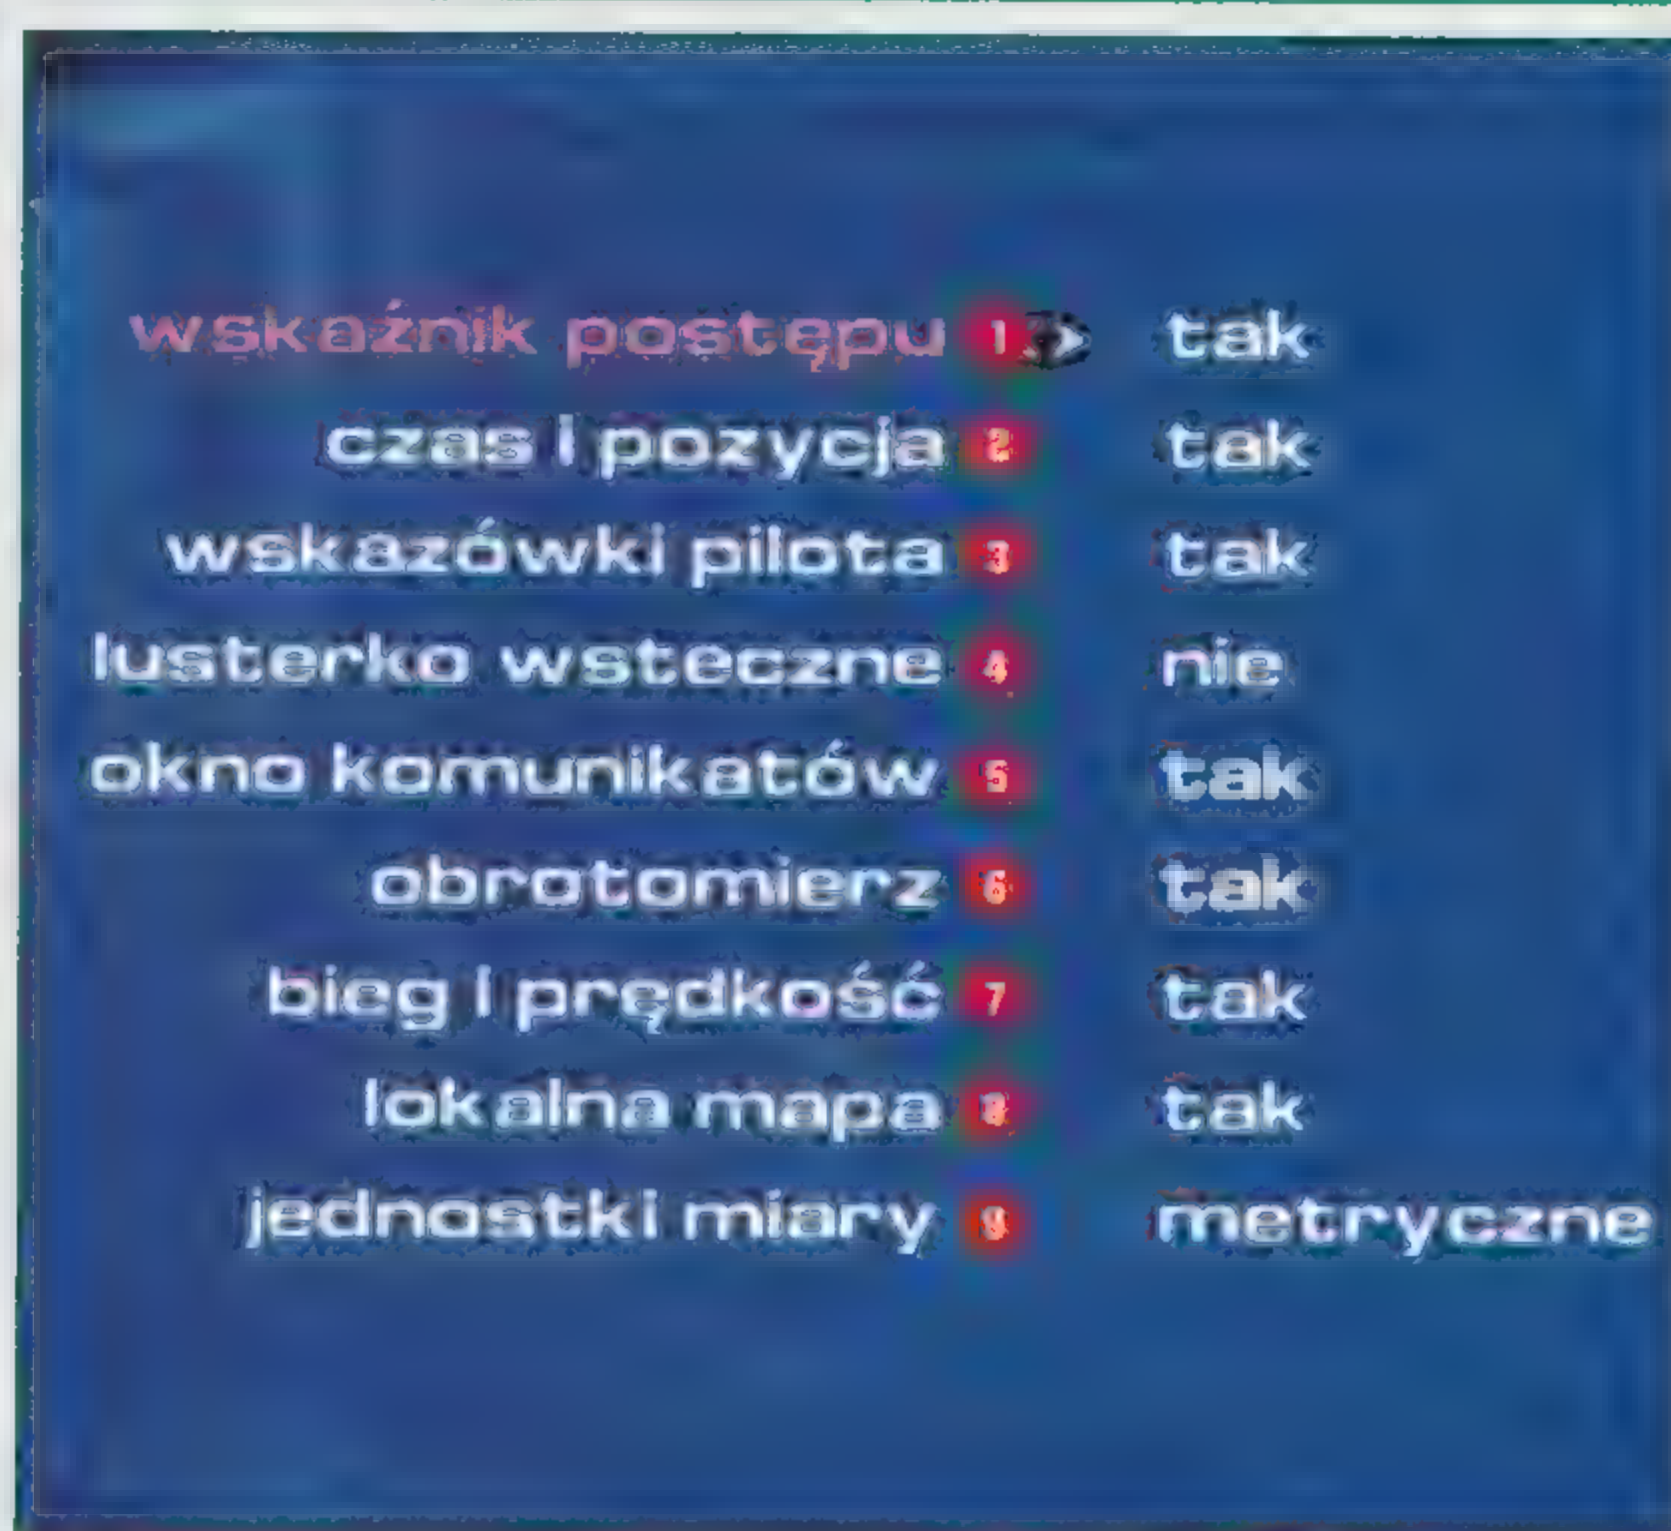 wskaźnik postępu 1 » tak
czas i pozycja 2 tak
wskazówki pilota 3 tak
lusterko wsteczne 4 nie
okno komunikatów 5 tak
obrotomierz 6 tak
bieg i prędkość 7 tak
lokalna mapa 8 tak
jednostki miary 9 metryczne